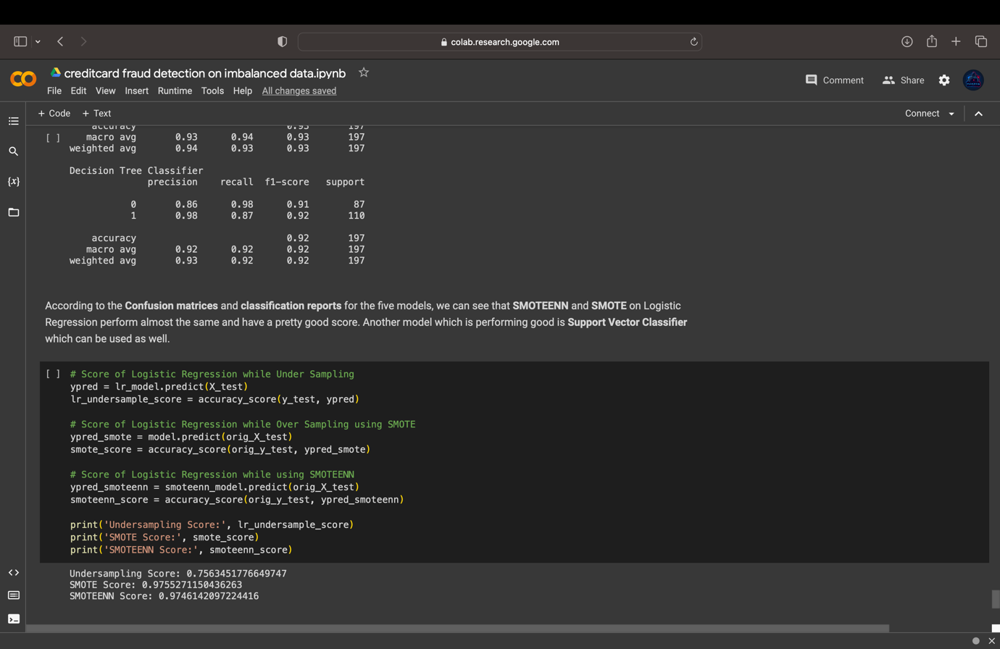 colab.research.google.com
creditcard fraud detection on imbalanced data.ipynb
File Edit View Insert Runtime Tools Help All changes saved
Comment Share
+ Code + Text
Connect
accuracy 0.93 197
[ ] macro avg 0.93 0.94 0.93 197
weighted avg 0.94 0.93 0.93 197
Decision Tree Classifier
precision recall f1-score support
0 0.86 0.98 0.91 87
1 0.98 0.87 0.92 110
accuracy 0.92 197
macro avg 0.92 0.92 0.92 197
weighted avg 0.93 0.92 0.92 197
According to the Confusion matrices and classification reports for the five models, we can see that SMOTEENN and SMOTE on Logistic
Regression perform almost the same and have a pretty good score. Another model which is performing good is Support Vector Classifier
which can be used as well.
[ ] # Score of Logistic Regression while Under Sampling
ypred = lr_model.predict(X_test)
lr_undersample_score = accuracy_score(y_test, ypred)
# Score of Logistic Regression while Over Sampling using SMOTE
ypred_smote = model.predict(orig_X_test)
smote_score = accuracy_score(orig_y_test, ypred_smote)
# Score of Logistic Regression while using SMOTEENN
ypred_smoteenn = smoteenn_model.predict(orig_X_test)
smoteenn_score = accuracy_score(orig_y_test, ypred_smoteenn)
print('Undersampling Score:', lr_undersample_score)
print('SMOTE Score:', smote_score)
print('SMOTEENN Score:', smoteenn_score)
Undersampling Score: 0.7563451776649747
SMOTE Score: 0.9755271150436263
SMOTEENN Score: 0.9746142097224416